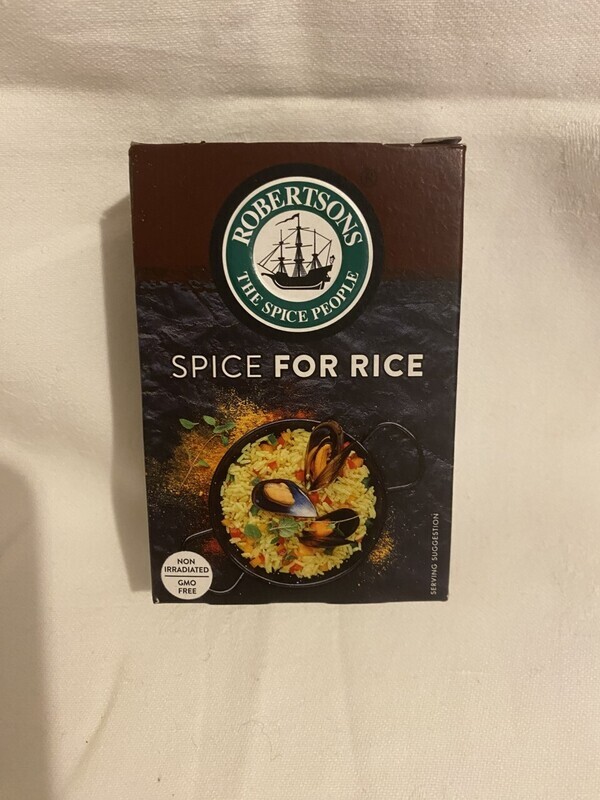 ROBERTSONS
THE SPICE PEOPLE
SPICE FOR RICE
NON
IRRADIATED
GMO
FREE
SERVING SUGGESTION